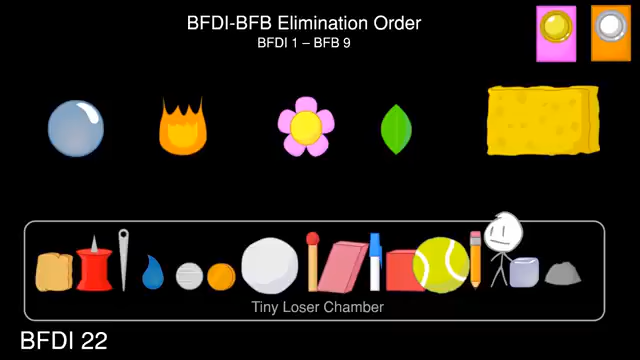 BFDI-BFB Elimination Order
BFDI 1 – BFB 9
Tiny Loser Chamber
BFDI 22